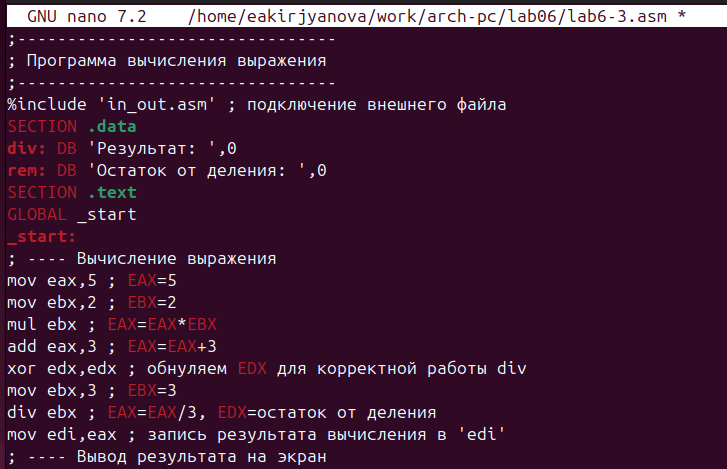 GNU nano 7.2 /home/eakirjyanova/work/arch-pc/lab06/lab6-3.asm *
;--------------------------------
; Программа вычисления выражения
;--------------------------------
%include 'in_out.asm' ; подключение внешнего файла
SECTION .data
div: DB 'Результат: ',0
rem: DB 'Остаток от деления: ',0
SECTION .text
GLOBAL _start
_start:
; ---- Вычисление выражения
mov eax,5 ; EAX=5
mov ebx,2 ; EBX=2
mul ebx ; EAX=EAX*EBX
add eax,3 ; EAX=EAX+3
xor edx,edx ; обнуляем EDX для корректной работы div
mov ebx,3 ; EBX=3
div ebx ; EAX=EAX/3, EDX=остаток от деления
mov edi,eax ; запись результата вычисления в 'edi'
; ---- Вывод результата на экран